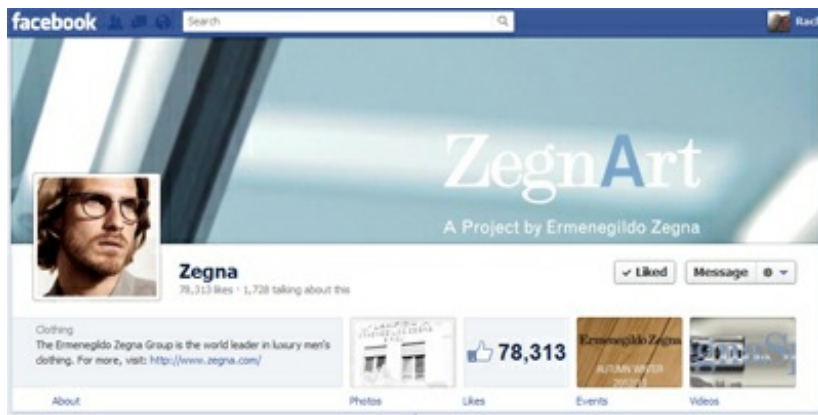 facebook
Search
ZegnArt
A Project by Ermenegildo Zegna
Zegna
78,313 likes · 1,728 talking about this
✓ Liked
Message
Clothing
The Ermenegildo Zegna Group is the world leader in luxury men's
clothing. For more, visit: http://www.zegna.com/
78,313
Ermenegildo Zegna
AUTUMN WINTER
About
Photos
Likes
Events
Videos